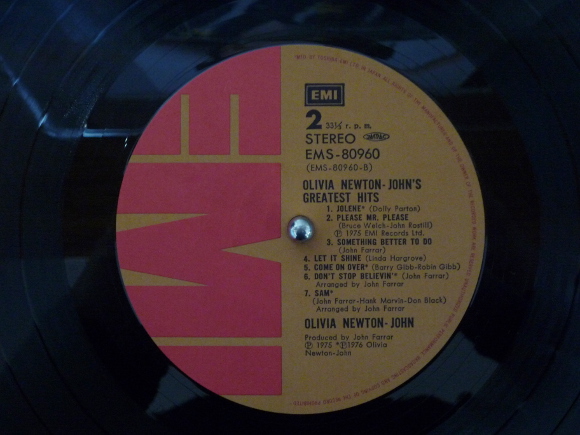 EMI
EMI
2 33⅓ r. p. m.
STEREO
EMS-80960
(EMS-80960-B)
OLIVIA NEWTON-JOHN'S
GREATEST HITS
1. JOLENE* (Dolly Parton)
2. PLEASE MR. PLEASE
(Bruce Welch-John Rostill)
Ⓟ 1975 EMI Records Ltd.
3. SOMETHING BETTER TO DO
(John Farrar)
4. LET IT SHINE (Linda Hargrove)
5. COME ON OVER* (Barry Gibb-Robin Gibb)
6. DON'T STOP BELIEVIN'* (John Farrar)
Arranged by John Farrar
7. SAM*
(John Farrar-Hank Marvin-Don Black)
Arranged by John Farrar
OLIVIA NEWTON-JOHN
Produced by John Farrar
Ⓟ 1975 *Ⓟ1976 Olivia
Newton-John